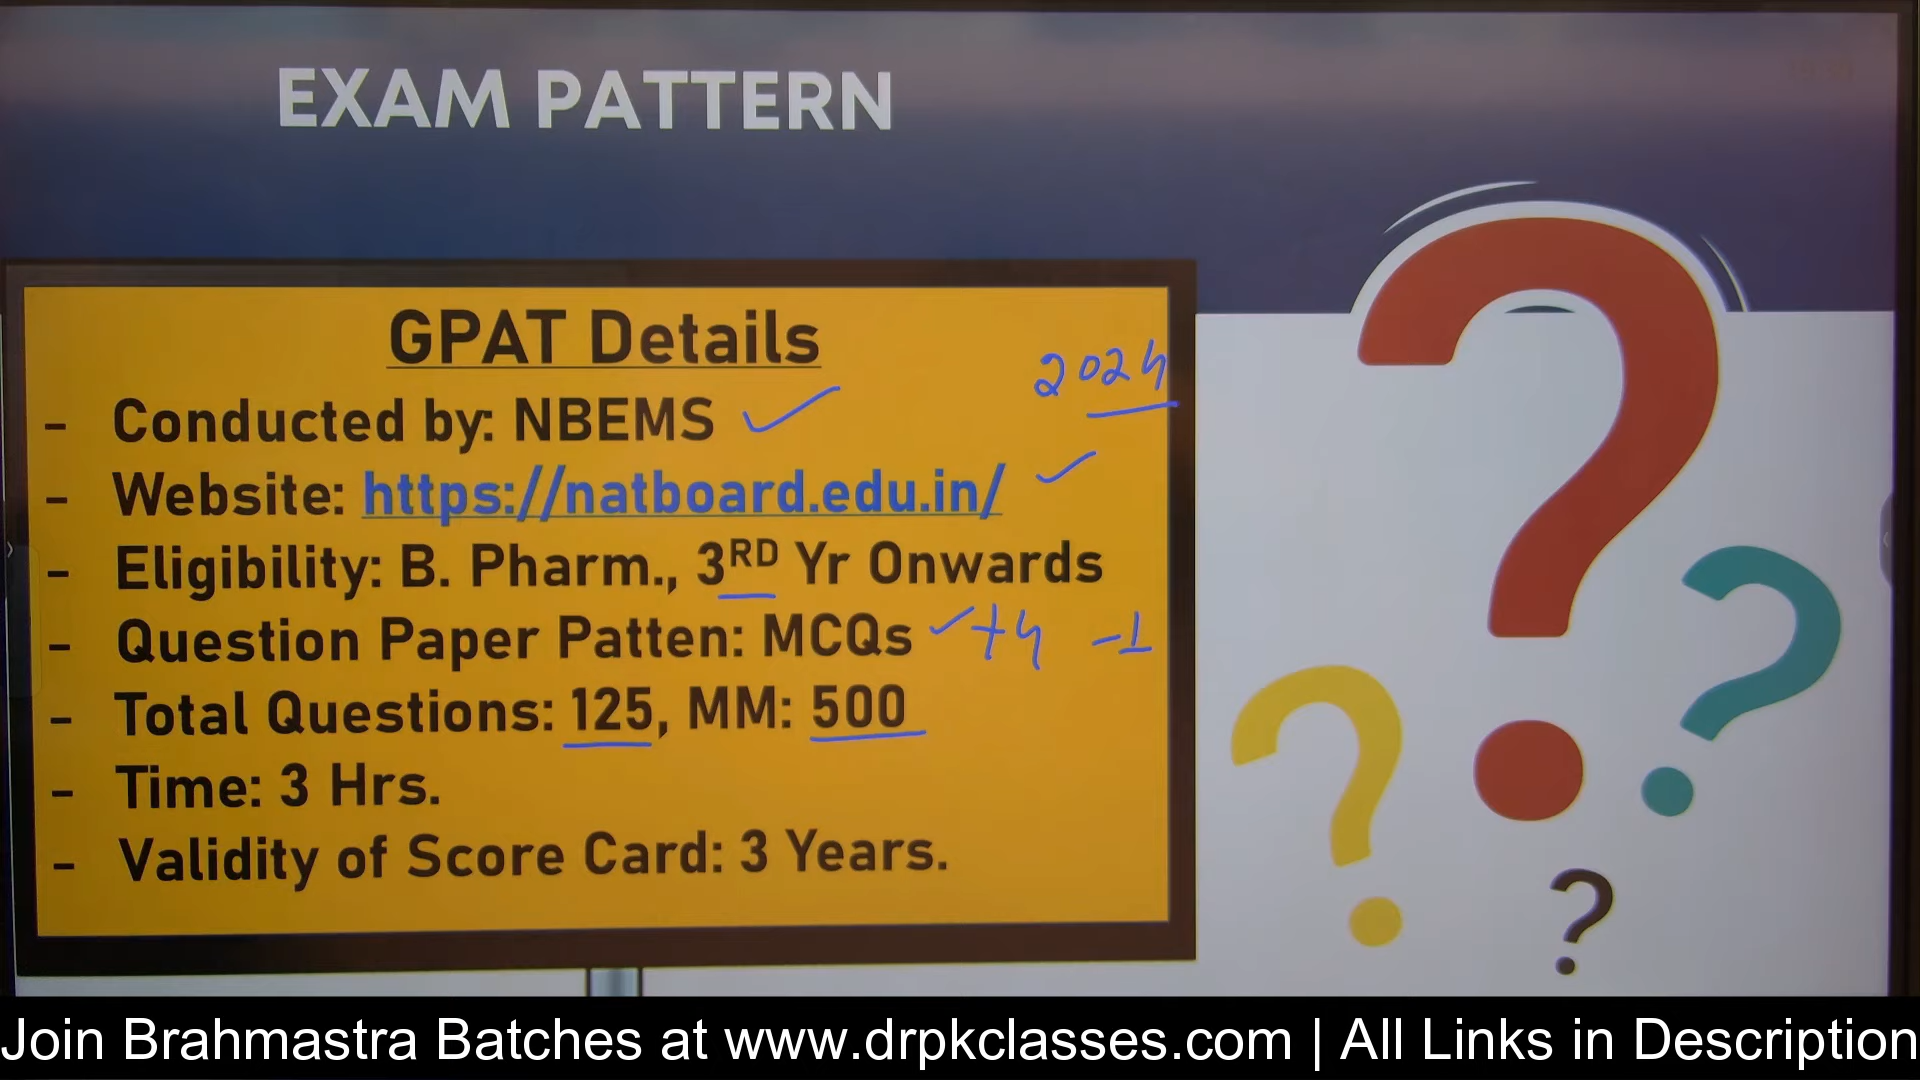 EXAM PATTERN
GPAT Details
2024
- Conducted by: NBEMS
- Website: https://natboard.edu.in/
- Eligibility: B. Pharm., 3RD Yr Onwards
- Question Paper Patten: MCQs +4 -1
- Total Questions: 125, MM: 500
- Time: 3 Hrs.
- Validity of Score Card: 3 Years.
Join Brahmastra Batches at www.drpkclasses.com | All Links in Description